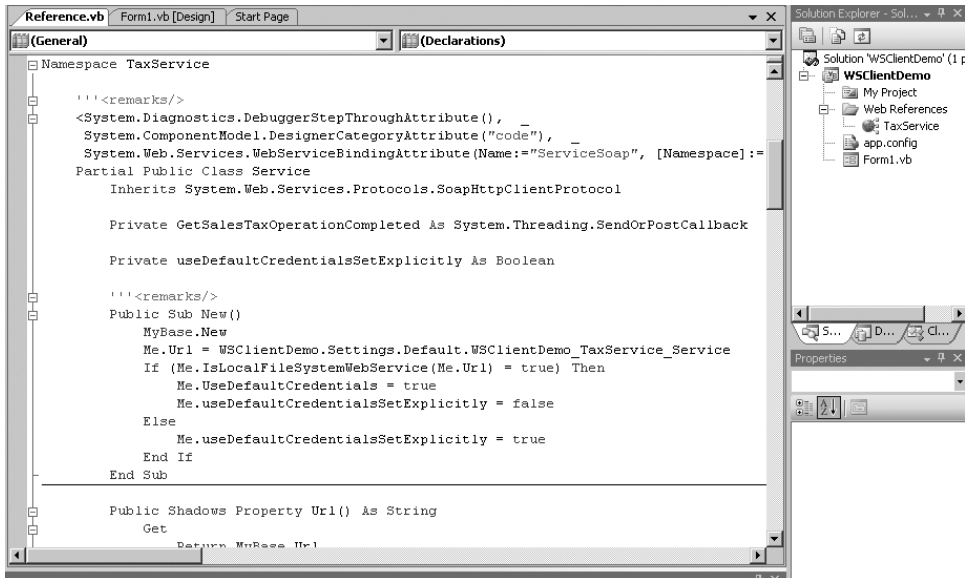 Reference.vb Form1.vb [Design] Start Page
(General) (Declarations)
Namespace TaxService
'''<remarks/>
<System.Diagnostics.DebuggerStepThroughAttribute(), _
System.ComponentModel.DesignerCategoryAttribute("code"), _
System.Web.Services.WebServiceBindingAttribute(Name:="ServiceSoap", [Namespace]:=
Partial Public Class Service
Inherits System.Web.Services.Protocols.SoapHttpClientProtocol
Private GetSalesTaxOperationCompleted As System.Threading.SendOrPostCallback
Private useDefaultCredentialsSetExplicitly As Boolean
'''<remarks/>
Public Sub New()
MyBase.New
Me.Url = WSClientDemo.Settings.Default.WSClientDemo_TaxService_Service
If (Me.IsLocalFileSystemWebService(Me.Url) = true) Then
Me.UseDefaultCredentials = true
Me.useDefaultCredentialsSetExplicitly = false
Else
Me.useDefaultCredentialsSetExplicitly = true
End If
End Sub
Public Shadows Property Url() As String
Get
Return MyBase.Url
Solution Explorer - Sol...
Solution 'WSClientDemo' (1 p
WSClientDemo
My Project
Web References
TaxService
app.config
Form1.vb
S... D... Cl...
Properties